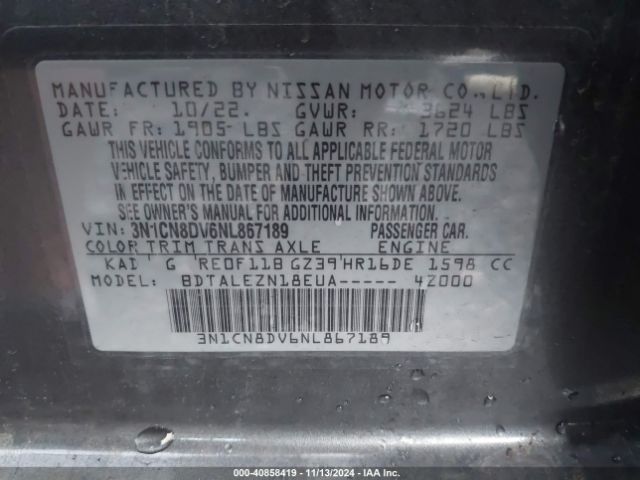 MANUFACTURED BY NISSAN MOTOR CO.,LTD.
DATE: 10/22. GVWR: 3624 LBS
GAWR FR: 1905 LBS GAWR RR: 1720 LBS
THIS VEHICLE CONFORMS TO ALL APPLICABLE FEDERAL MOTOR
VEHICLE SAFETY, BUMPER AND THEFT PREVENTION STANDARDS
IN EFFECT ON THE DATE OF MANUFACTURE SHOWN ABOVE.
SEE OWNER'S MANUAL FOR ADDITIONAL INFORMATION.
VIN: 3N1CN8DV6NL867189 PASSENGER CAR.
COLOR TRIM TRANS AXLE ENGINE
KAD G RE0F11B GZ39 HR16DE 1598 CC
MODEL: BDTALEZN18EUA----- 42000
3N1CN8DV6NL867189
000-40858419 - 11/13/2024 - IAA Inc.